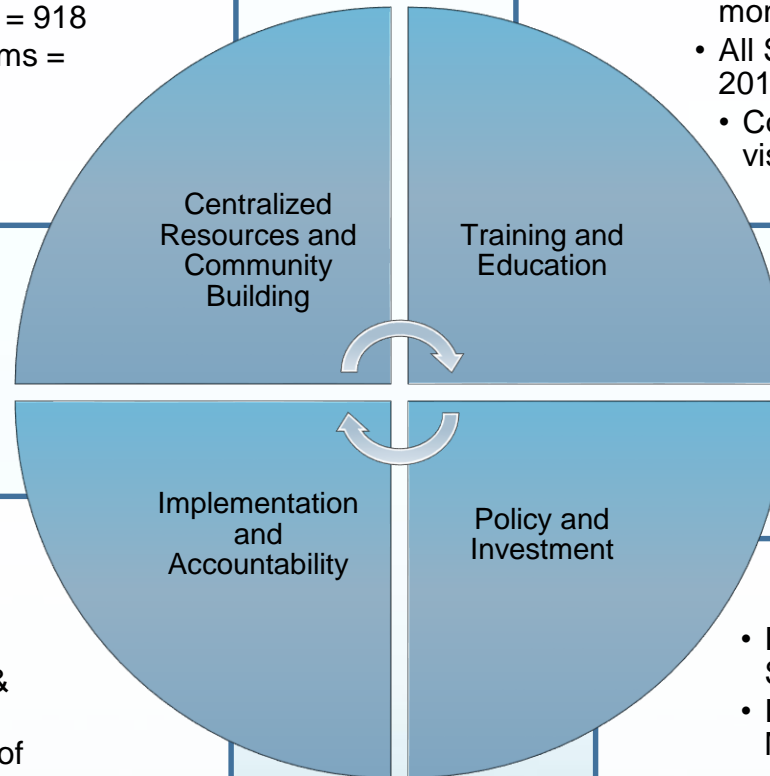 = 918
ms =
• All S
201
• Co
vis
Centralized
Resources and
Community
Building
Training and
Education
Implementation
and
Accountability
Policy and
Investment
&
of